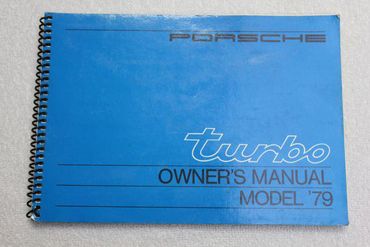 PORSCHE
turbo
OWNER'S MANUAL
MODEL '79